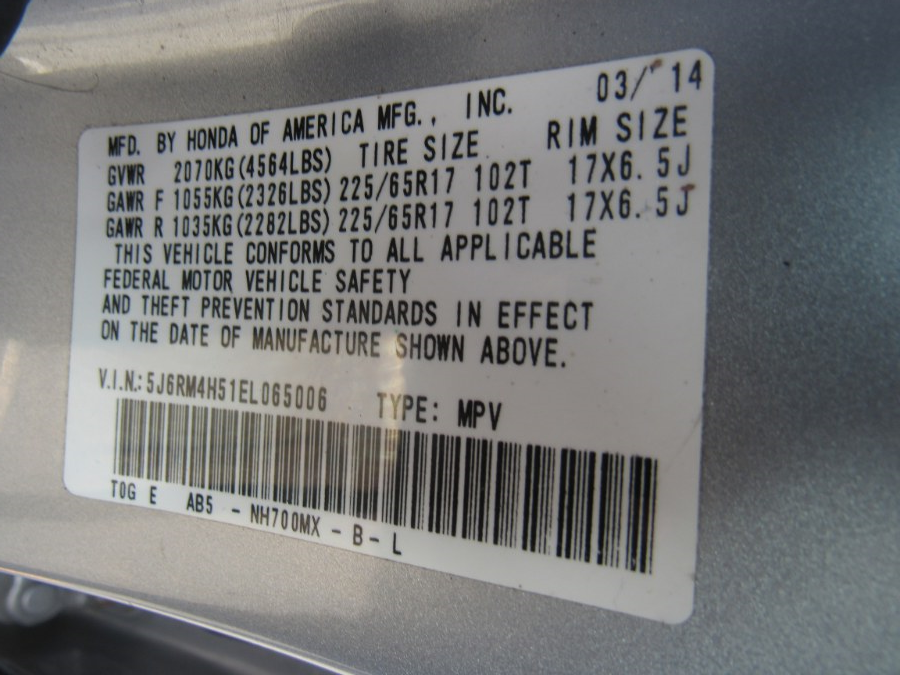 03/ 14
MFD. BY HONDA OF AMERICA MFG., INC.
GVWR 2070KG(4564LBS) TIRE SIZE RIM SIZE
GAWR F 1055KG(2326LBS) 225/65R17 102T 17X6.5J
GAWR R 1035KG(2282LBS) 225/65R17 102T 17X6.5J
THIS VEHICLE CONFORMS TO ALL APPLICABLE
FEDERAL MOTOR VEHICLE SAFETY
AND THEFT PREVENTION STANDARDS IN EFFECT
ON THE DATE OF MANUFACTURE SHOWN ABOVE.
V.I.N.:5J6RM4H51EL065006 TYPE: MPV
T0G E AB5 - NH700MX - B - L